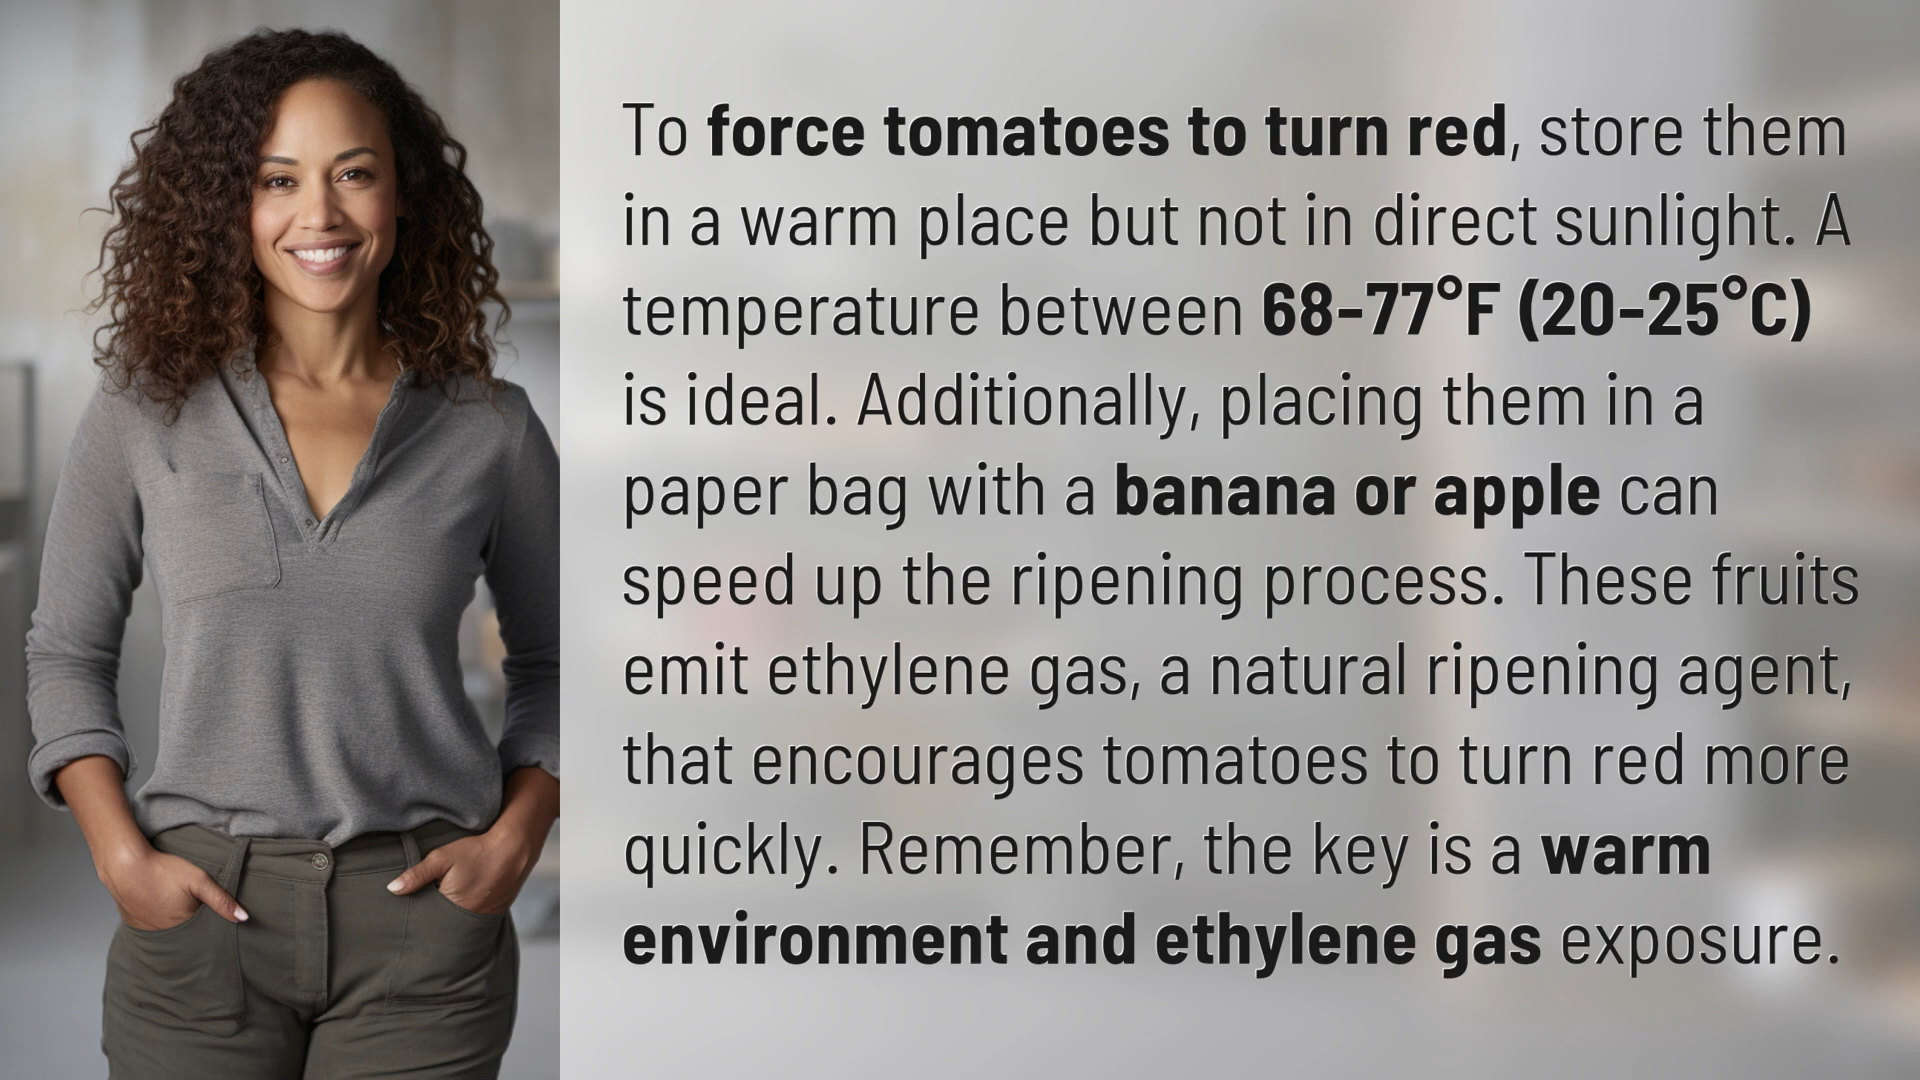 To force tomatoes to turn red, store them
in a warm place but not in direct sunlight. A
temperature between 68-77°F (20-25°C)
is ideal. Additionally, placing them in a
paper bag with a banana or apple can
speed up the ripening process. These fruits
emit ethylene gas, a natural ripening agent,
that encourages tomatoes to turn red more
quickly. Remember, the key is a warm
environment and ethylene gas exposure.